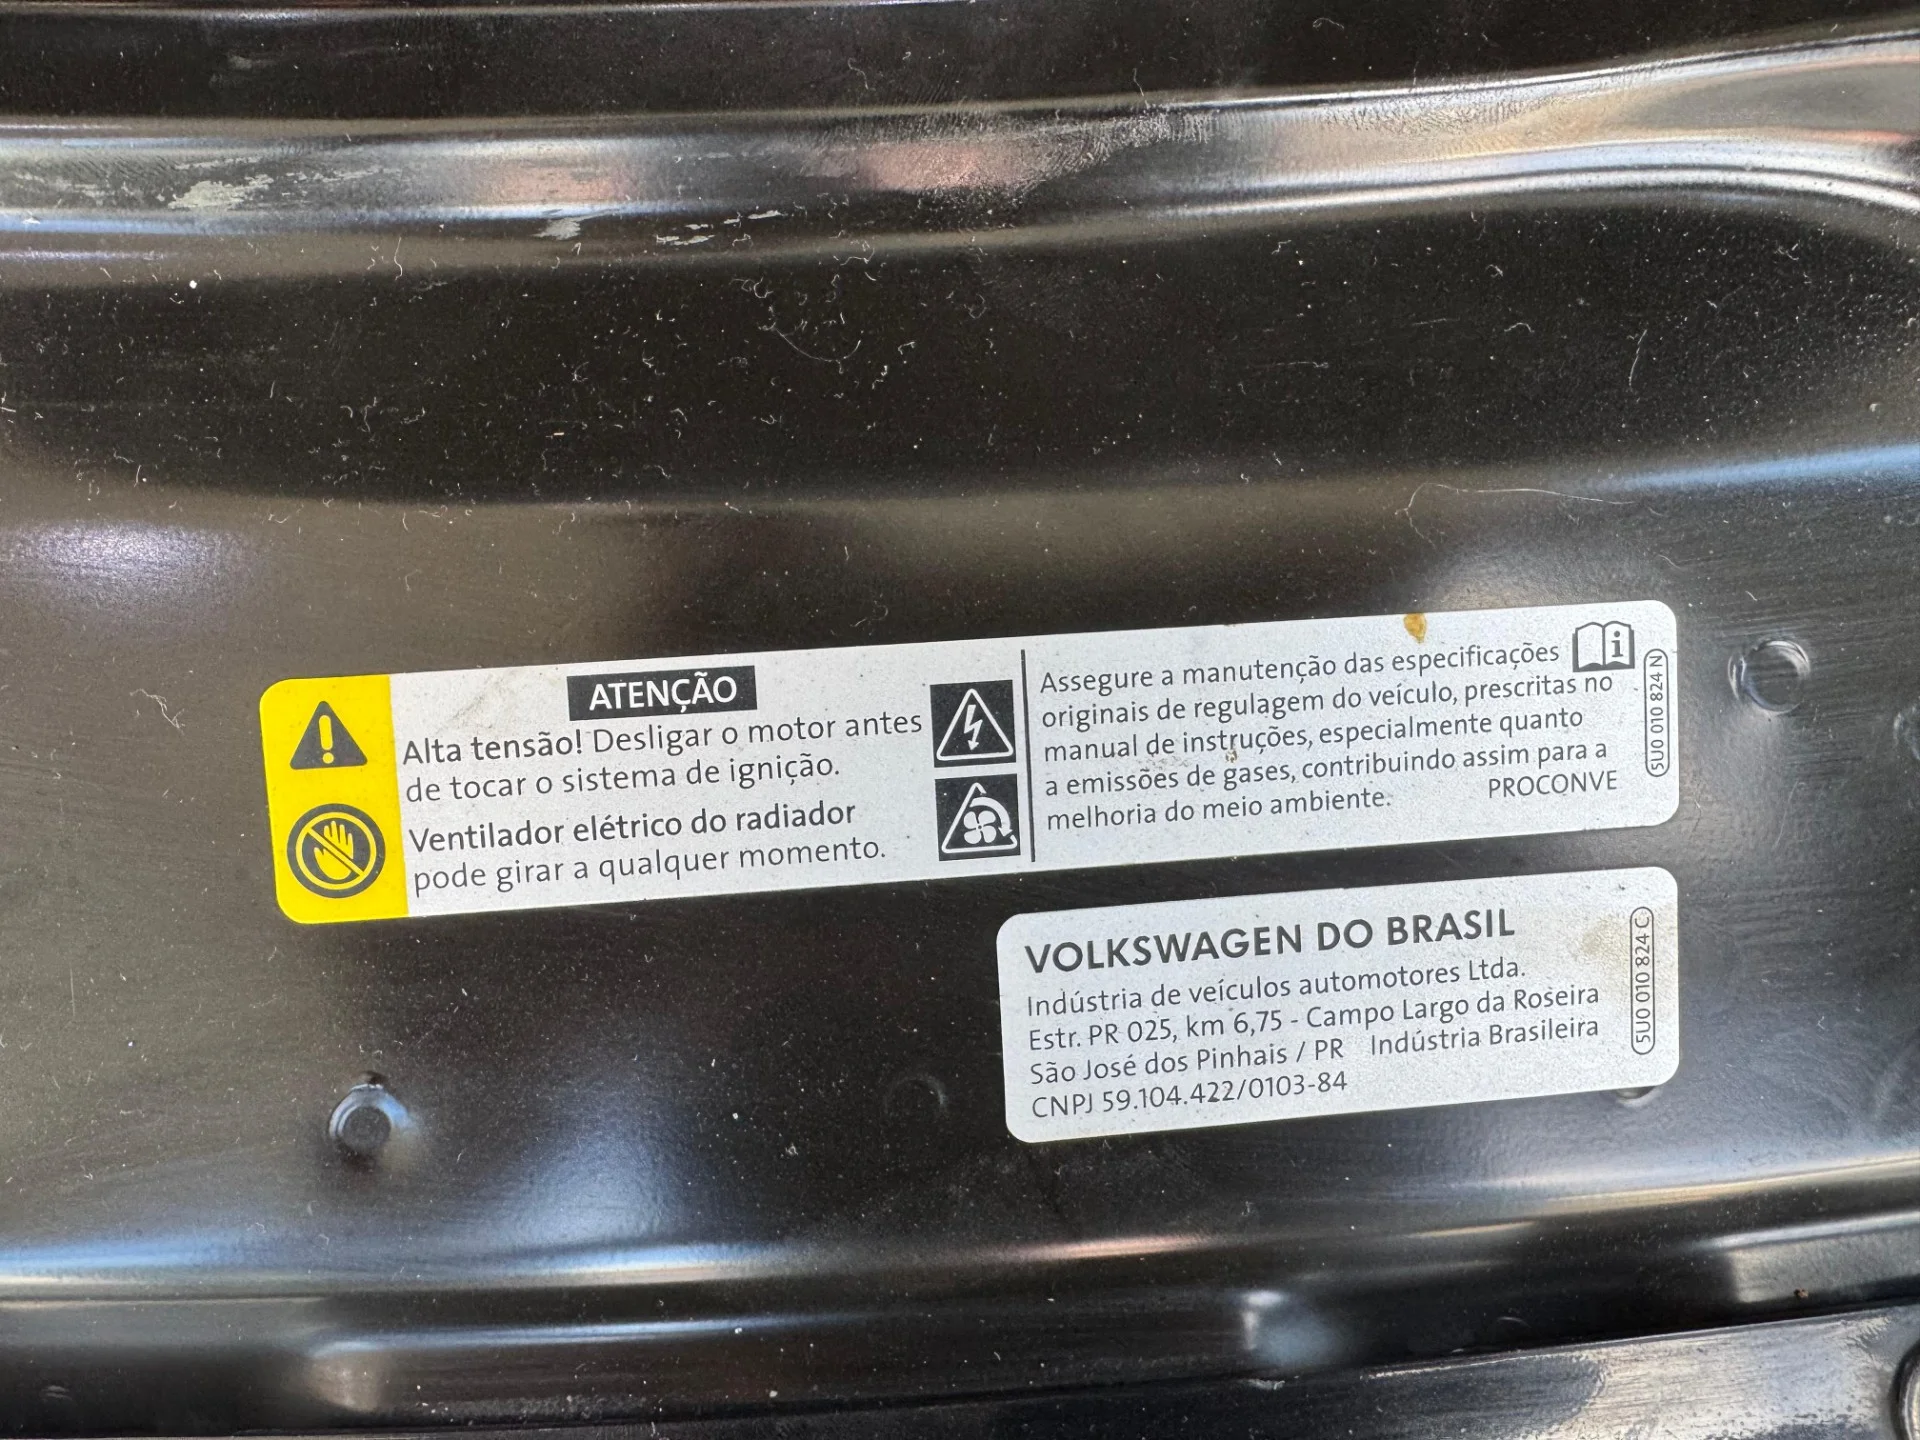 ATENÇÃO
Alta tensão! Desligar o motor antes
de tocar o sistema de ignição.
Ventilador elétrico do radiador
pode girar a qualquer momento.
Assegure a manutenção das especificações
originais de regulagem do veículo, prescritas no
manual de instruções, especialmente quanto
a emissões de gases, contribuindo assim para a
melhoria do meio ambiente. PROCONVE
5U0 010 824 N
VOLKSWAGEN DO BRASIL
Indústria de veículos automotores Ltda.
Estr. PR 025, km 6,75 - Campo Largo da Roseira
São José dos Pinhais / PR Indústria Brasileira
CNPJ 59.104.422/0103-84
5U0 010 824 C